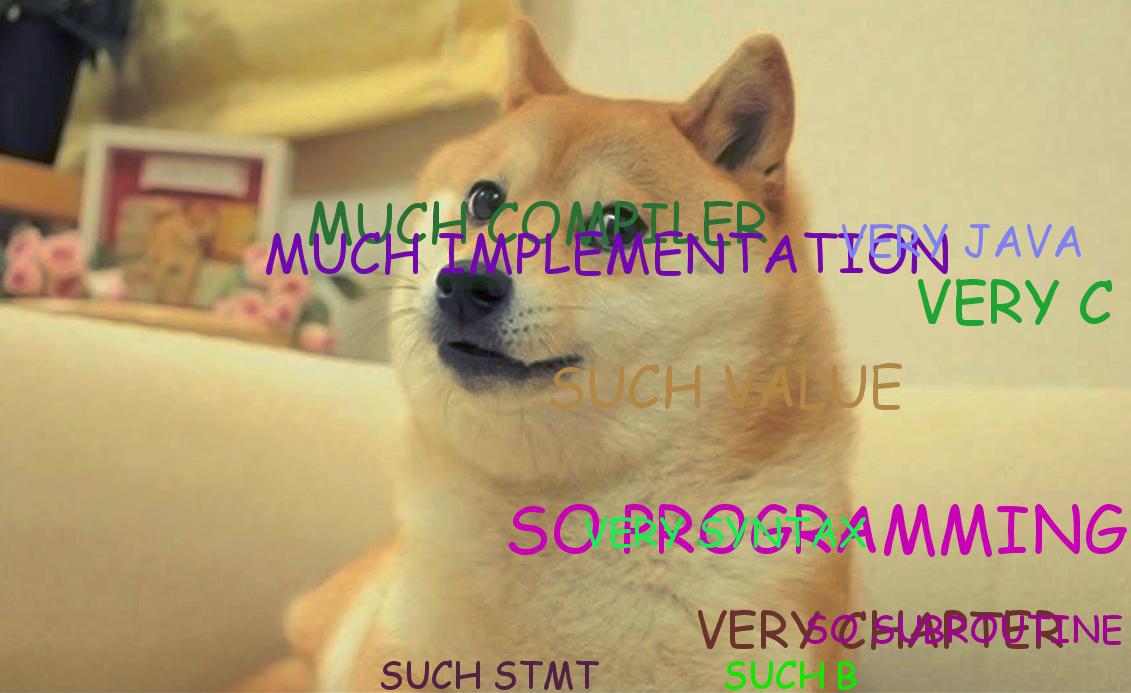 MUCH COMPILER
MUCH IMPLEMENTATION
VERY JAVA
VERY C
SUCH VALUE
SO PROGRAMMING
VERY SYNTAX
VERY CHAPTER
SO SUBROUTINE
SUCH STMT
SUCH B